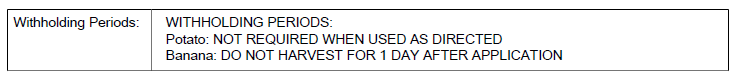 Withholding Periods:
WITHHOLDING PERIODS:
Potato: NOT REQUIRED WHEN USED AS DIRECTED
Banana: DO NOT HARVEST FOR 1 DAY AFTER APPLICATION